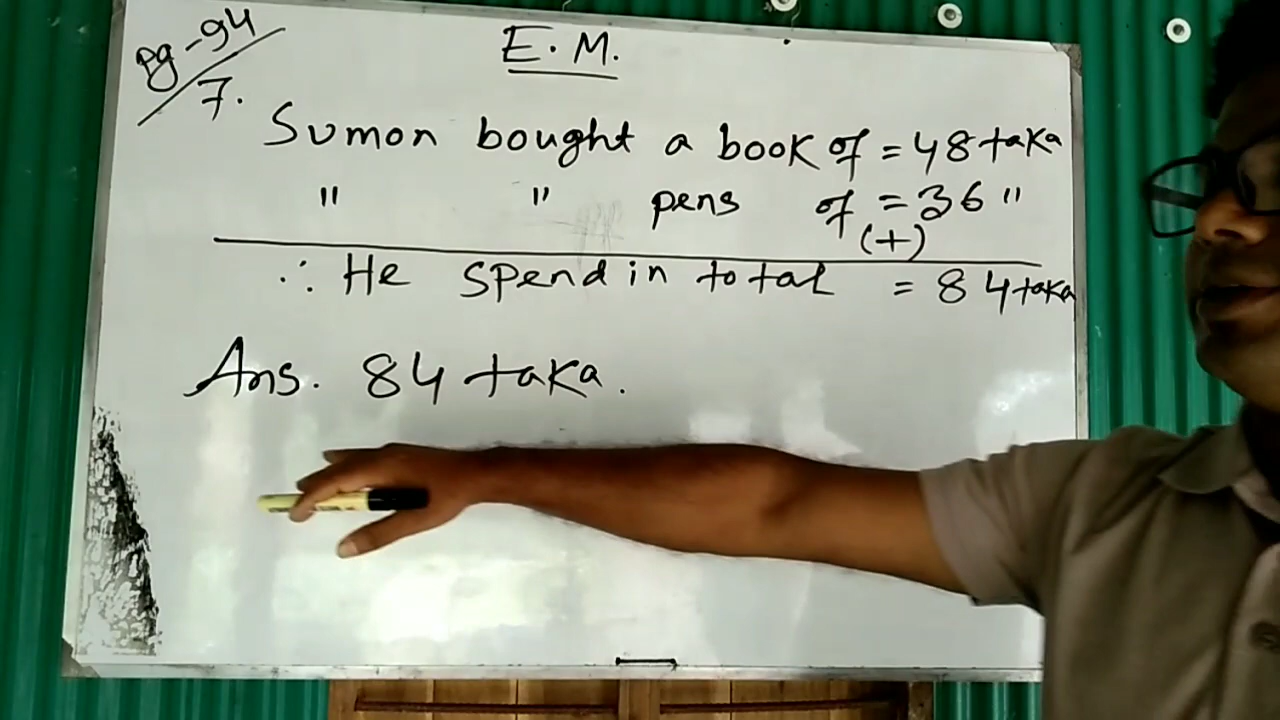 pg-94
E.M.
7.
Sumon bought a book of = 48 taka
" " pens of = 36 "
(+)
∴ He spend in total = 84 taka
Ans. 84 taka.